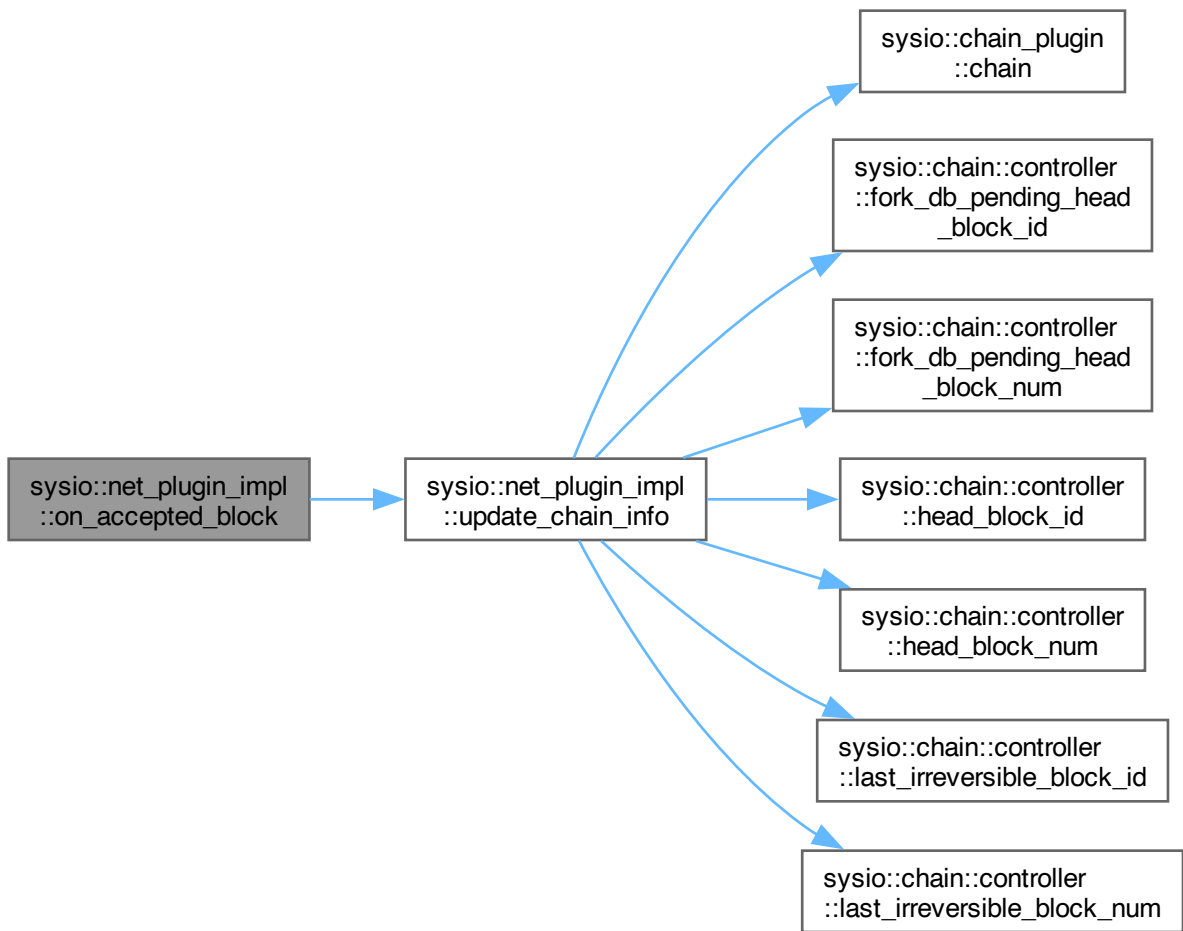 sysio::net_plugin_impl
::on_accepted_block
sysio::net_plugin_impl
::update_chain_info
sysio::chain_plugin
::chain
sysio::chain::controller
::fork_db_pending_head
_block_id
sysio::chain::controller
::fork_db_pending_head
_block_num
sysio::chain::controller
::head_block_id
sysio::chain::controller
::head_block_num
sysio::chain::controller
::last_irreversible_block_id
sysio::chain::controller
::last_irreversible_block_num